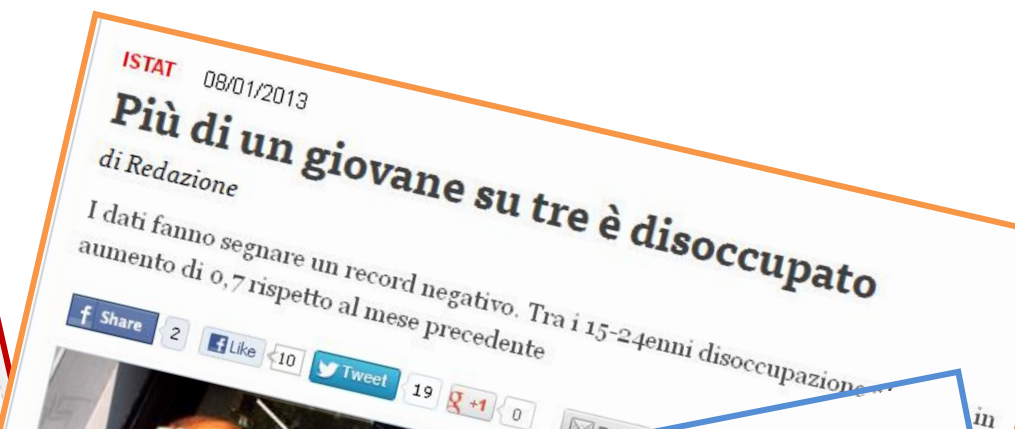 ISTAT 08/01/2013
Più di un giovane su tre è disoccupato
di Redazione
I dati fanno segnare un record negativo. Tra i 15-24enni disoccupazione in
aumento di 0,7 rispetto al mese precedente
f Share 2 Like 10 Tweet 19 g +1 0